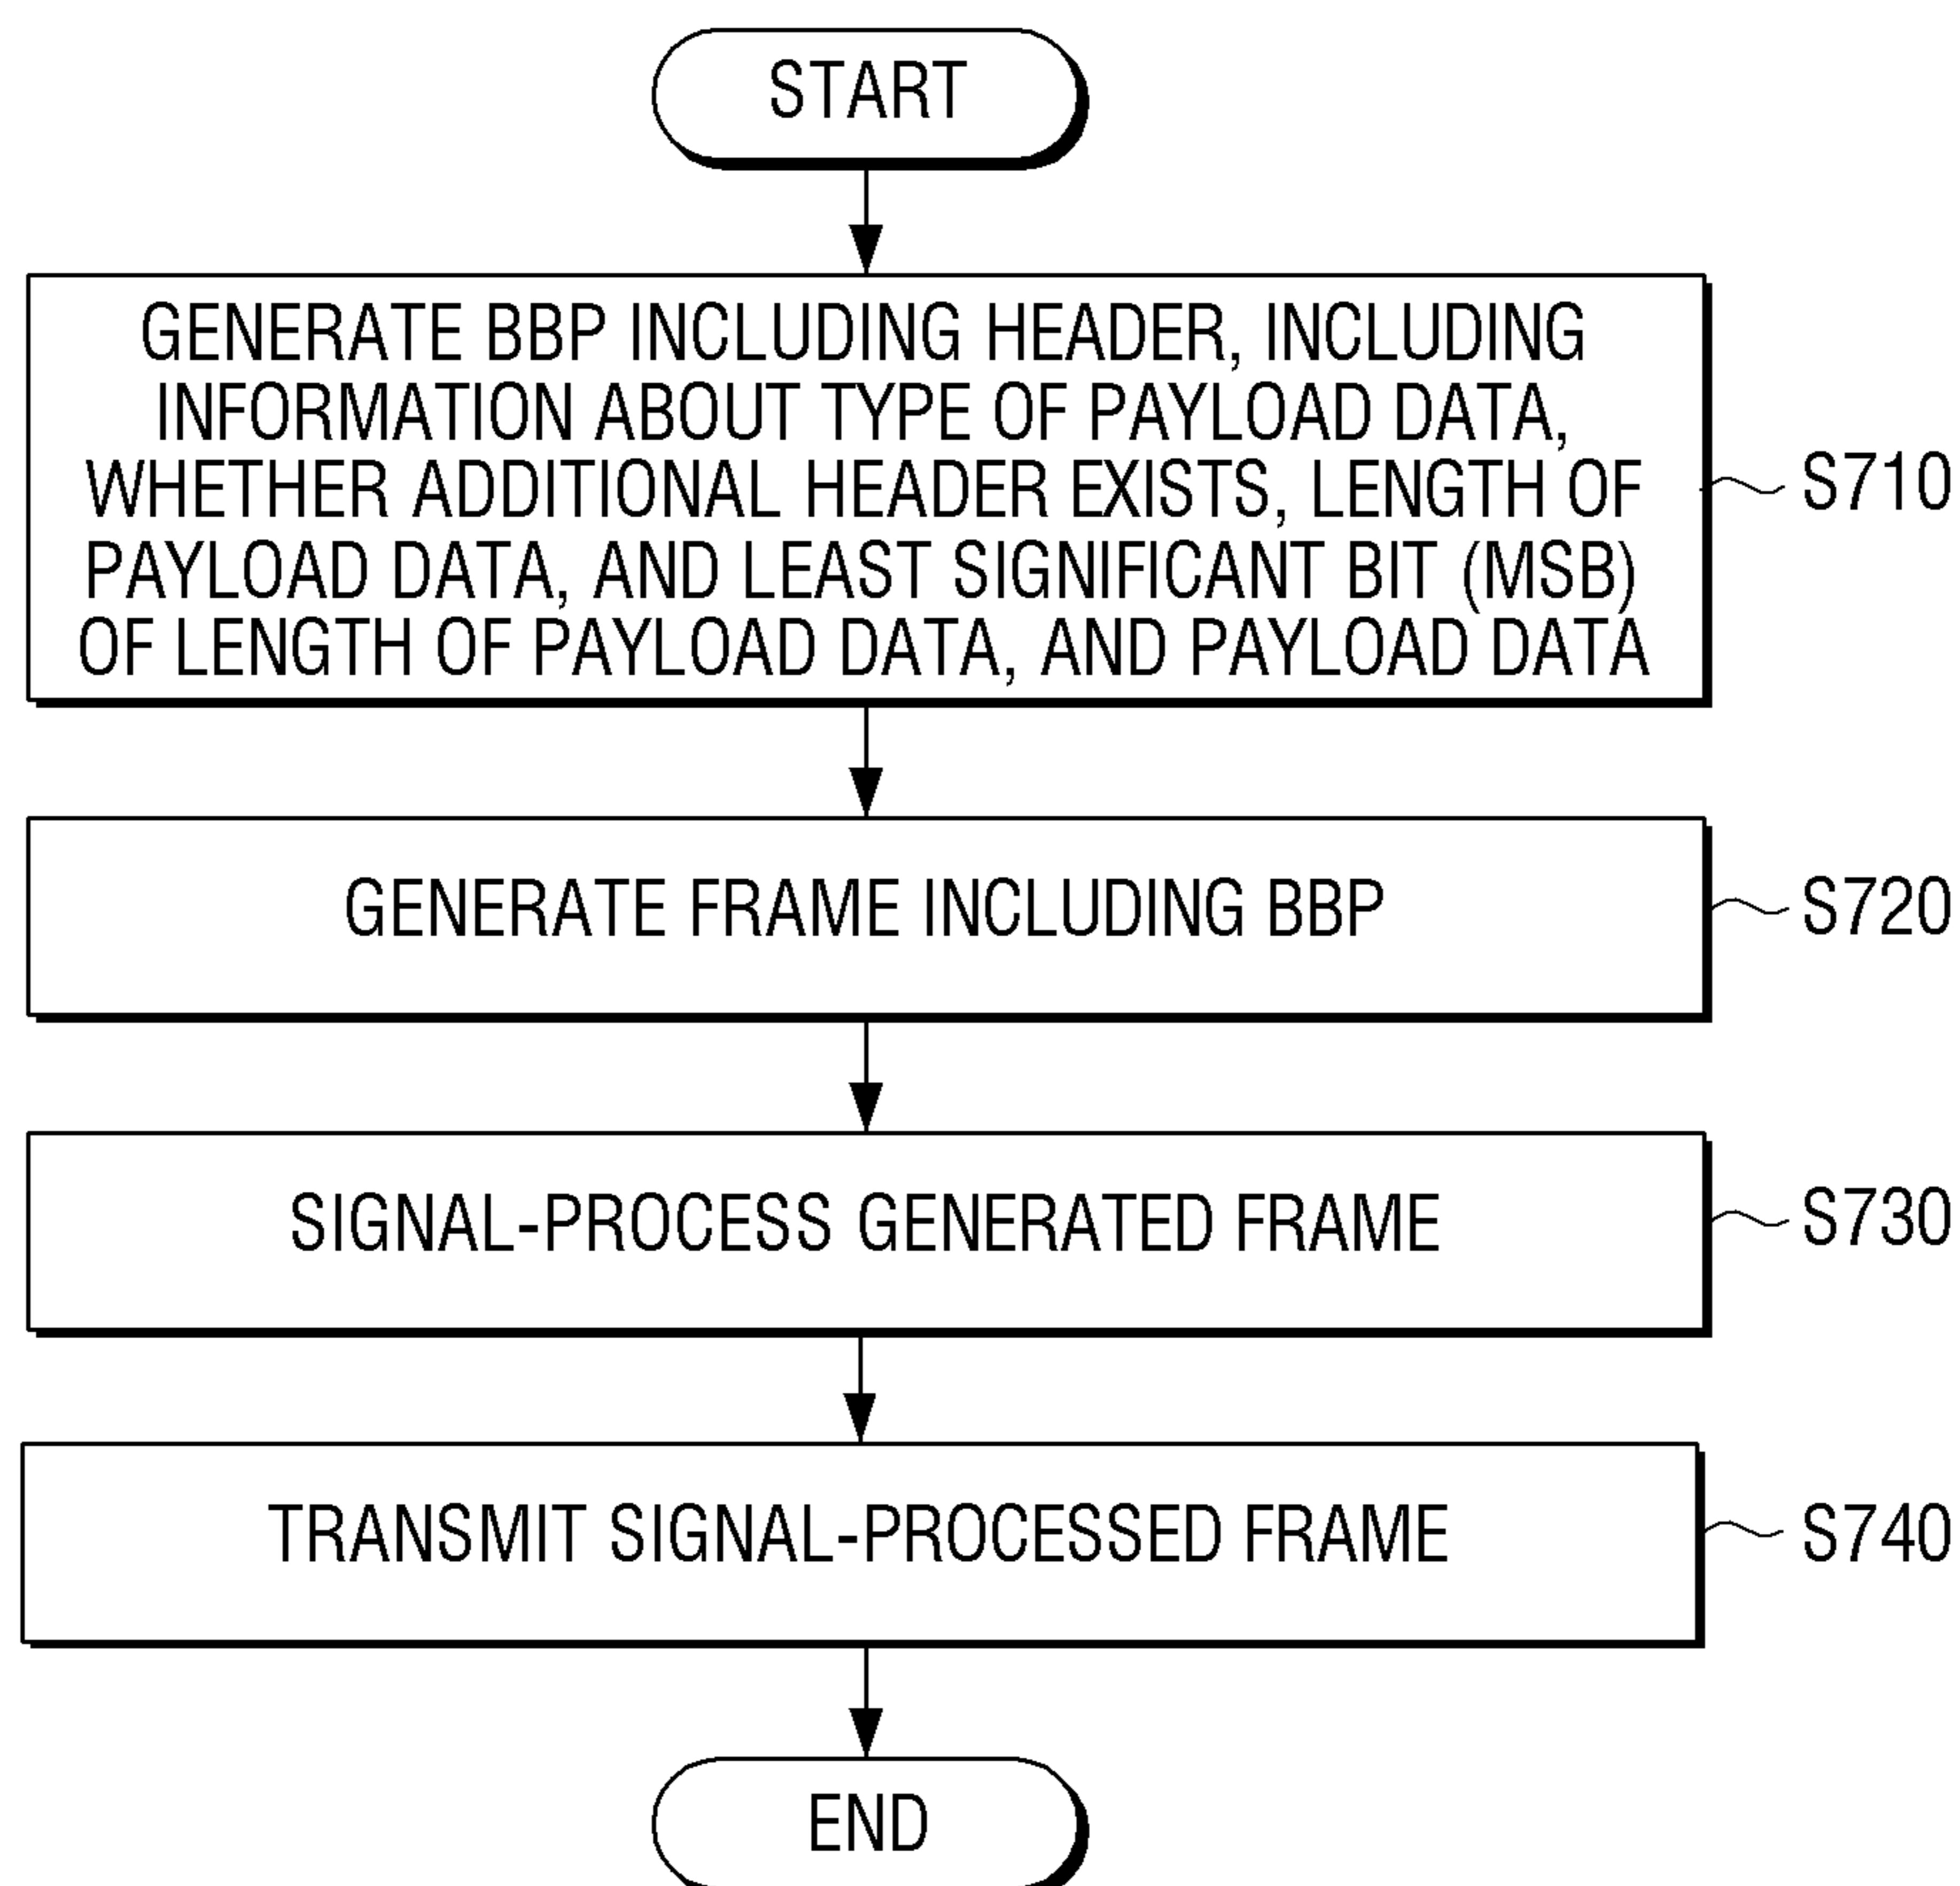 START
GENERATE BBP INCLUDING HEADER, INCLUDING
INFORMATION ABOUT TYPE OF PAYLOAD DATA,
WHETHER ADDITIONAL HEADER EXISTS, LENGTH OF
PAYLOAD DATA, AND LEAST SIGNIFICANT BIT (MSB)
OF LENGTH OF PAYLOAD DATA, AND PAYLOAD DATA
S710
GENERATE FRAME INCLUDING BBP
S720
SIGNAL-PROCESS GENERATED FRAME
S730
TRANSMIT SIGNAL-PROCESSED FRAME
S740
END